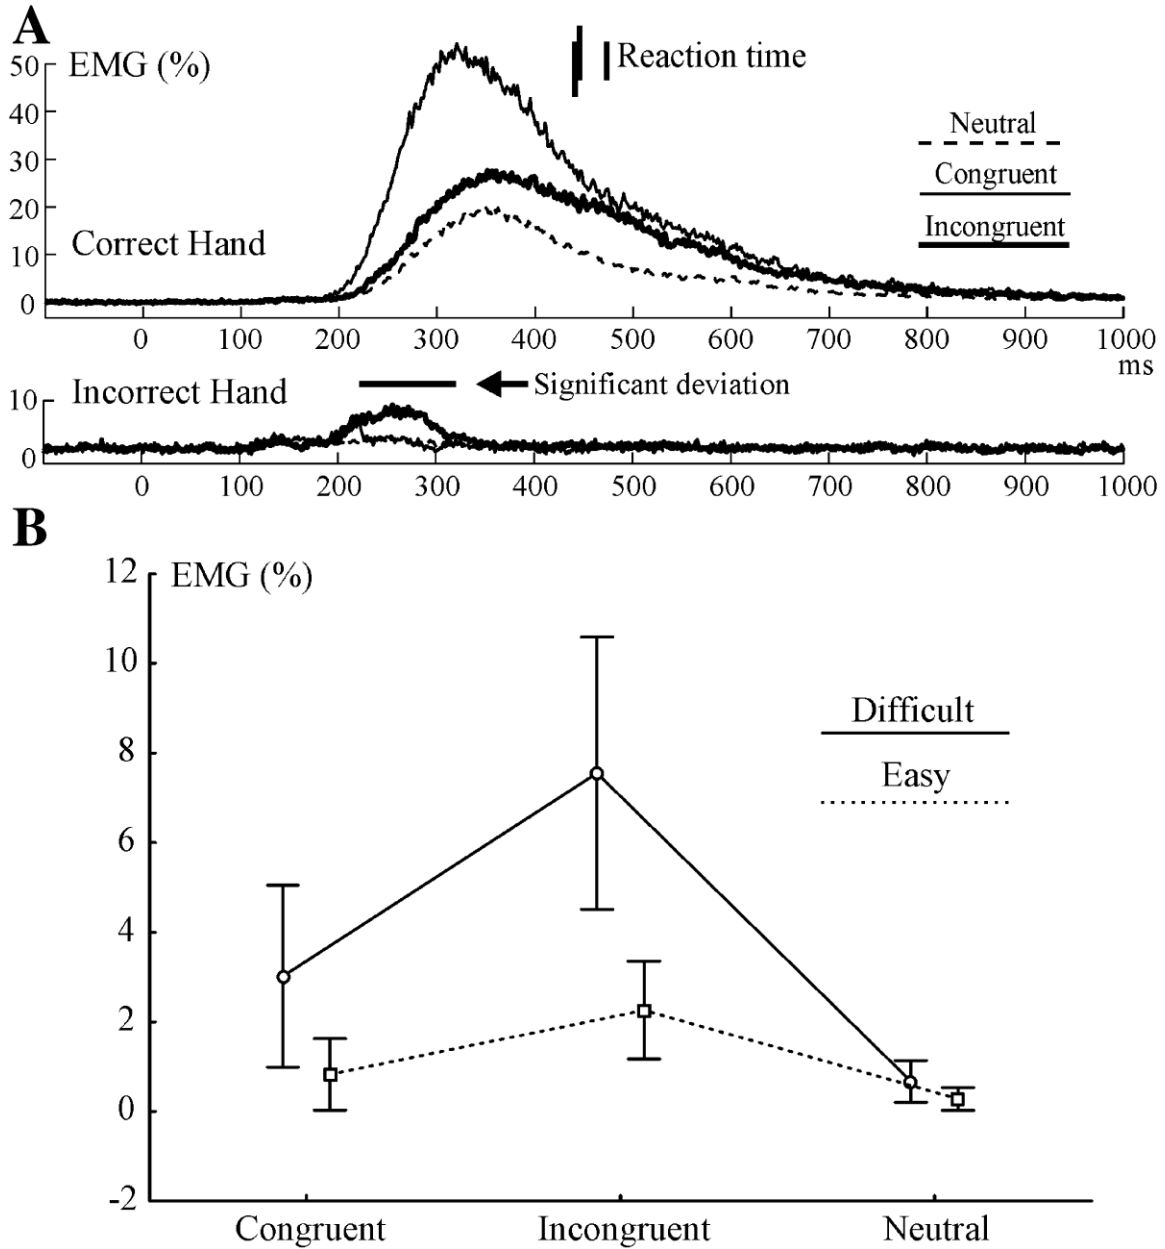 A
EMG (%)
Reaction time
50
40
30
20
10
0
Neutral
Congruent
Incongruent
Correct Hand
0 100 200 300 400 500 600 700 800 900 1000
ms
Incorrect Hand
Significant deviation
10
0
0 100 200 300 400 500 600 700 800 900 1000
B
EMG (%)
12
10
8
6
4
2
0
-2
Difficult
Easy
Congruent Incongruent Neutral